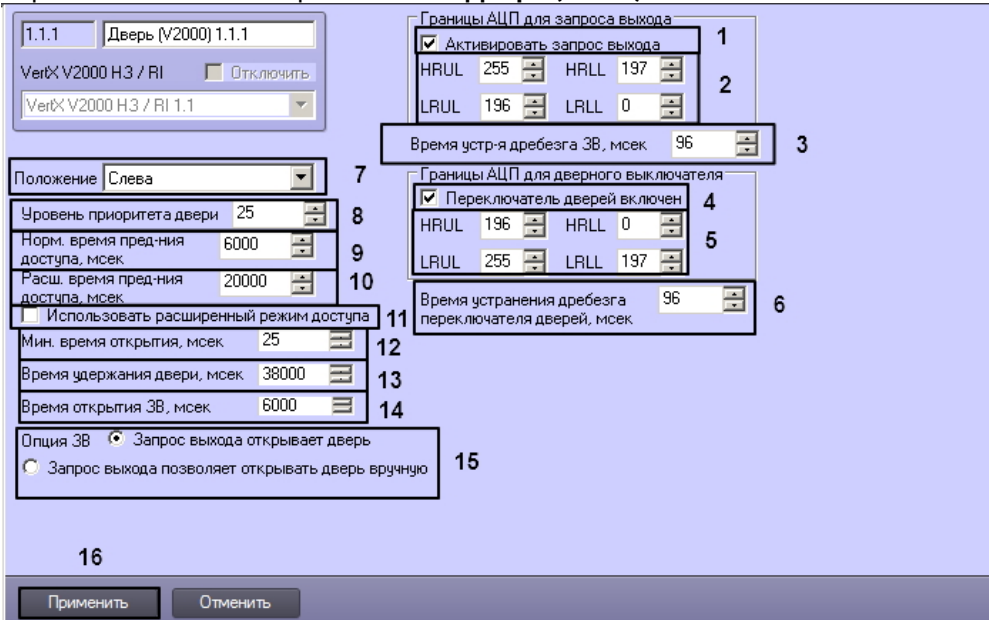 1.1.1 Дверь (V2000) 1.1.1
VertX V2000 НЗ / RI Отключить
VertX V2000 НЗ / RI 1.1
Границы АЦП для запроса выхода
Активировать запрос выхода 1
HRUL 255 HRLL 197
2
LRUL 196 LRLL 0
Время устр-я дребезга ЗВ, мсек 96 3
Границы АЦП для дверного выключателя
Переключатель дверей включен 4
HRUL 196 HRLL 0
5
LRUL 255 LRLL 197
Время устранения дребезга
переключателя дверей, мсек 96 6
Положение Слева 7
Уровень приоритета двери 25 8
Норм. время пред-ния
доступа, мсек 6000 9
Расш. время пред-ния
доступа, мсек 20000 10
Использовать расширенный режим доступа 11
Мин. время открытия, мсек 25 12
Время удержания двери, мсек 38000 13
Время открытия ЗВ, мсек 6000 14
Опция ЗВ Запрос выхода открывает дверь
Запрос выхода позволяет открывать дверь вручную 15
16
Применить Отменить